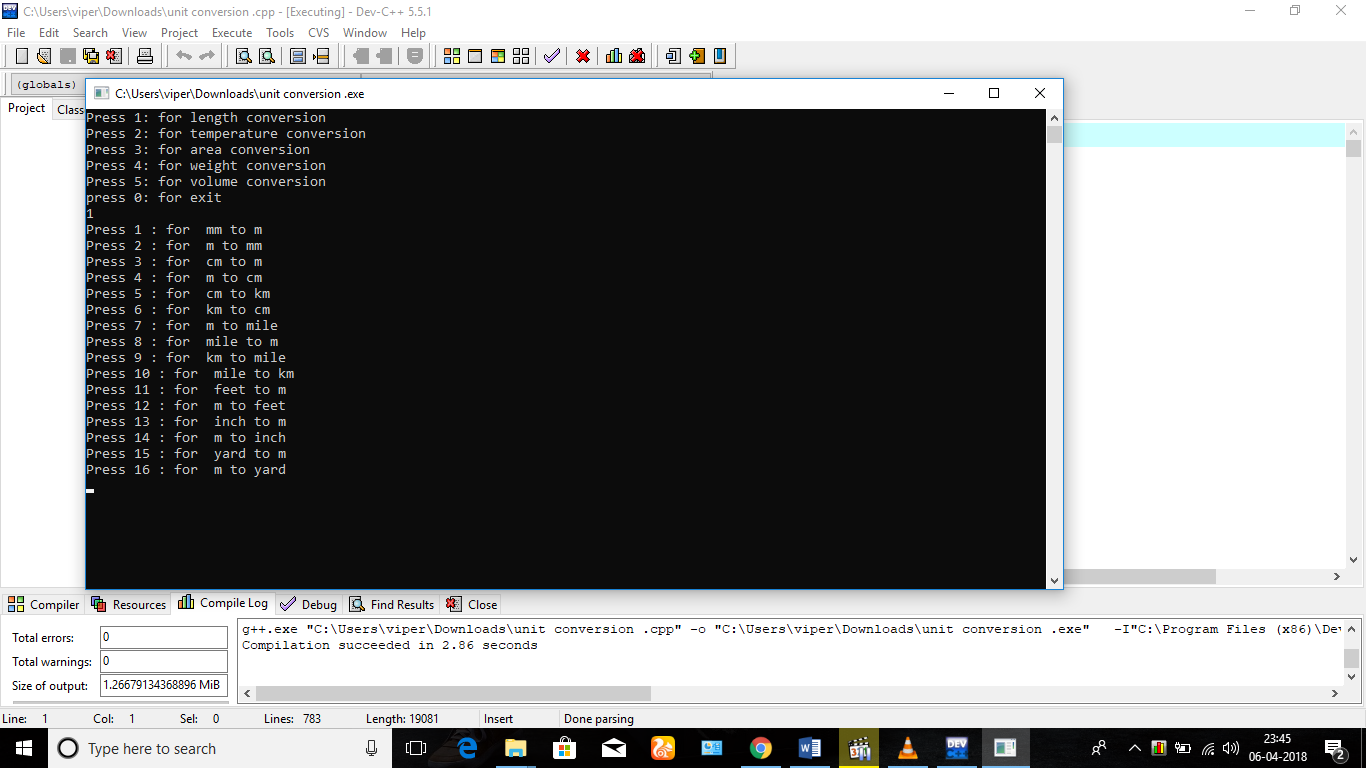 C:\Users\viper\Downloads\unit conversion .cpp - [Executing] - Dev-C++ 5.5.1
File Edit Search View Project Execute Tools CVS Window Help
(globals)
Project Class
C:\Users\viper\Downloads\unit conversion .exe
Press 1: for length conversion
Press 2: for temperature conversion
Press 3: for area conversion
Press 4: for weight conversion
Press 5: for volume conversion
press 0: for exit
1
Press 1 : for  mm to m
Press 2 : for  m to mm
Press 3 : for  cm to m
Press 4 : for  m to cm
Press 5 : for  cm to km
Press 6 : for  km to cm
Press 7 : for  m to mile
Press 8 : for  mile to m
Press 9 : for  km to mile
Press 10 : for  mile to km
Press 11 : for  feet to m
Press 12 : for  m to feet
Press 13 : for  inch to m
Press 14 : for  m to inch
Press 15 : for  yard to m
Press 16 : for  m to yard
Compiler Resources Compile Log Debug Find Results Close
Total errors: 0
Total warnings: 0
Size of output: 1.26679134368896 MiB
g++.exe "C:\Users\viper\Downloads\unit conversion .cpp" -o "C:\Users\viper\Downloads\unit conversion .exe"   -I"C:\Program Files (x86)\Dev
Compilation succeeded in 2.86 seconds
Line: 1 Col: 1 Sel: 0 Lines: 783 Length: 19081 Insert Done parsing
Type here to search
DEV
23:45
06-04-2018
2